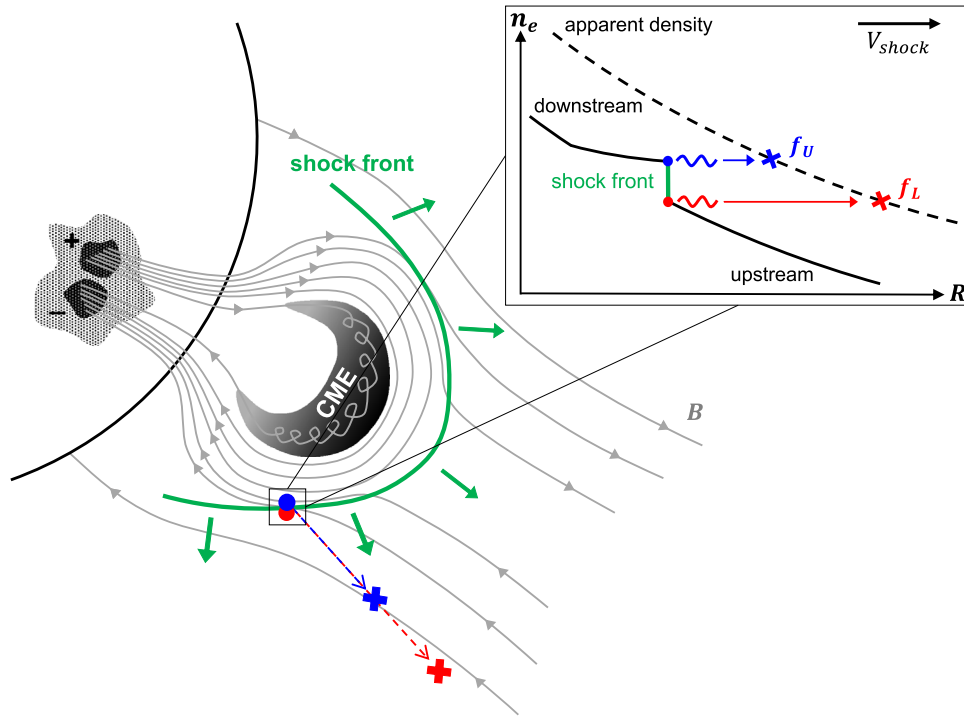 n_e
apparent density
V_shock
downstream
f_U
shock front
f_L
upstream
R
shock front
+
−
CME
B